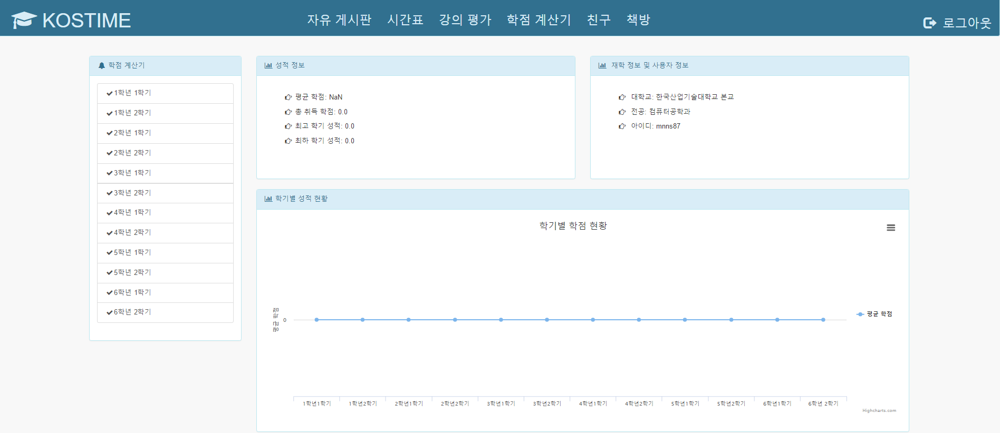 KOSTIME
자유 게시판 시간표 강의 평가 학점 계산기 친구 책방
로그아웃
학점 계산기
1학년 1학기
1학년 2학기
2학년 1학기
2학년 2학기
3학년 1학기
3학년 2학기
4학년 1학기
4학년 2학기
5학년 1학기
5학년 2학기
6학년 1학기
6학년 2학기
성적 정보
평균 학점: NaN
총 취득 학점: 0.0
최고 학기 성적: 0.0
최하 학기 성적: 0.0
재학 정보 및 사용자 정보
대학교: 한국산업기술대학교 본교
전공: 컴퓨터공학과
아이디: mnns87
학기별 성적 현황
학기별 학점 현황
평균 학점
0
평균 학점
1학년1학기 1학년2학기 2학년1학기 2학년2학기 3학년1학기 3학년2학기 4학년1학기 4학년2학기 5학년1학기 5학년2학기 6학년1학기 6학년 2학기
Highcharts.com